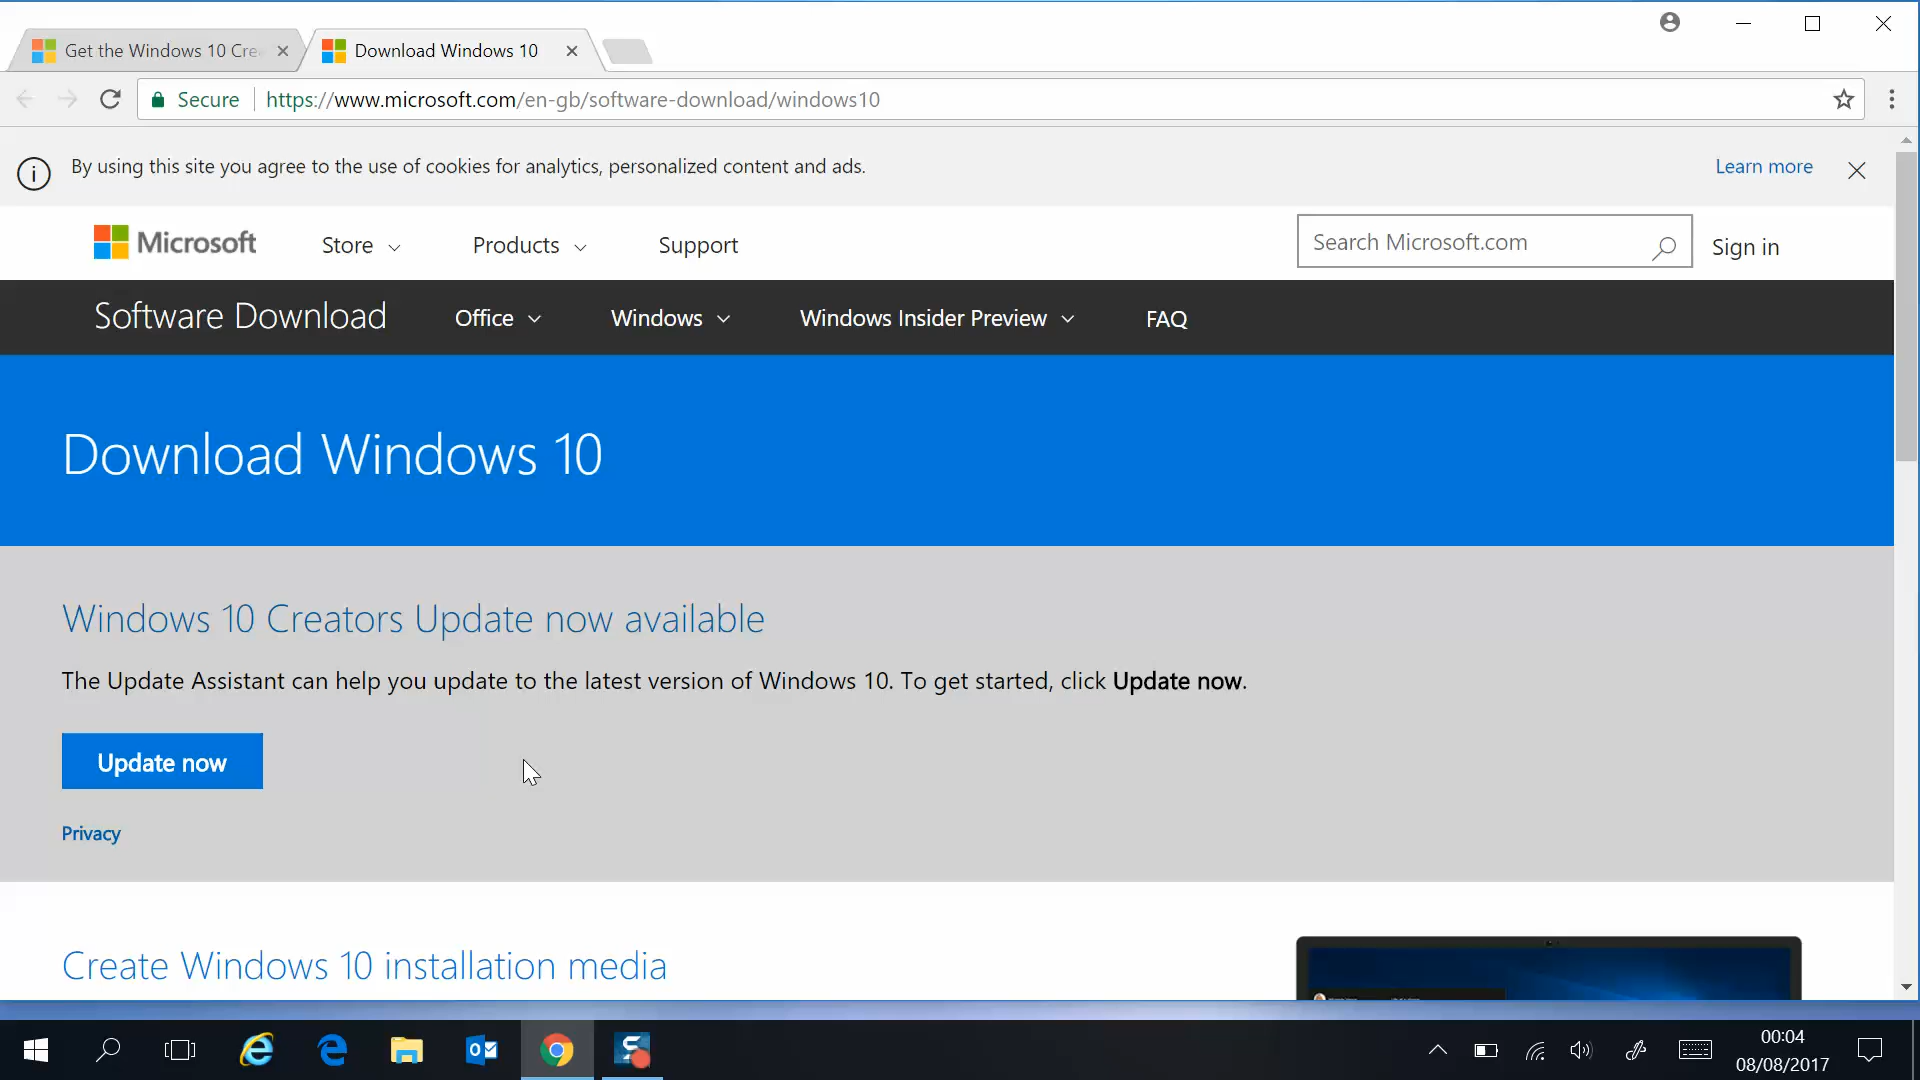 Get the Windows 10 Cre
Download Windows 10
Secure
https://www.microsoft.com/en-gb/software-download/windows10
By using this site you agree to the use of cookies for analytics, personalized content and ads.
Learn more
Microsoft
Store
Products
Support
Search Microsoft.com
Sign in
Software Download
Office
Windows
Windows Insider Preview
FAQ
Download Windows 10
Windows 10 Creators Update now available
The Update Assistant can help you update to the latest version of Windows 10. To get started, click Update now.
Update now
Privacy
Create Windows 10 installation media
00:04
08/08/2017